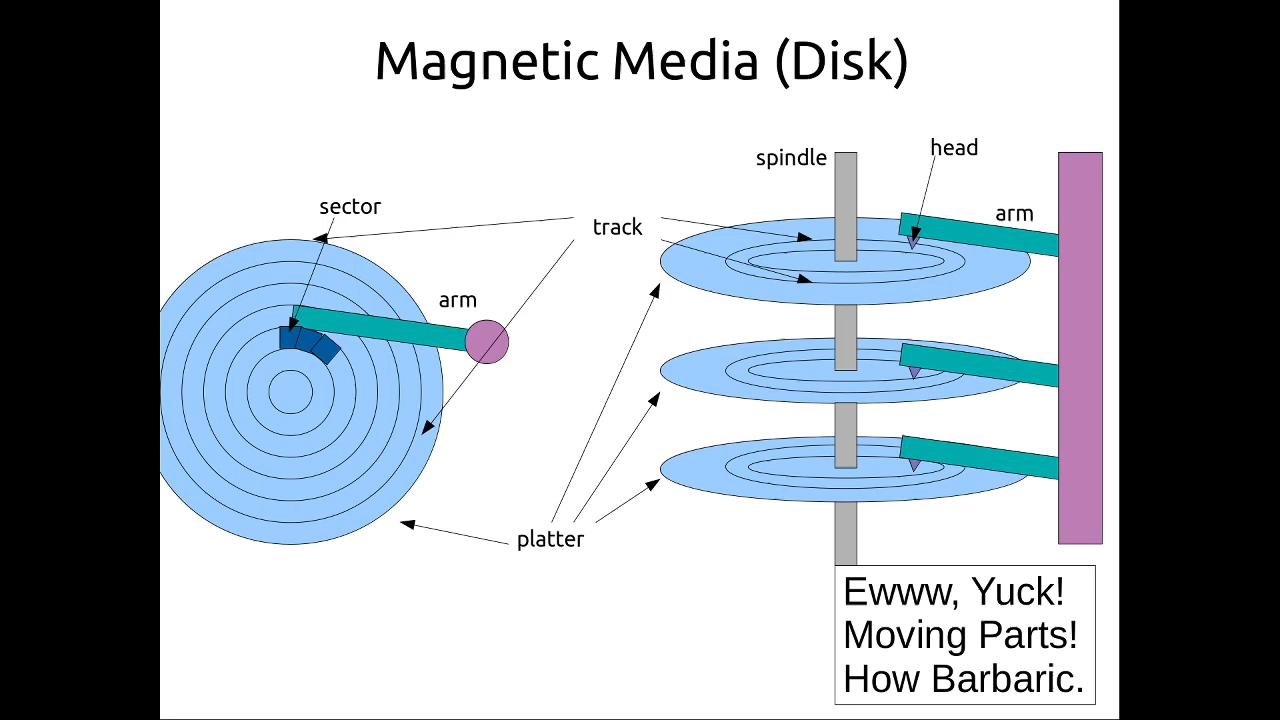 Magnetic Media (Disk)
spindle
head
sector
arm
track
arm
platter
Ewww, Yuck!
Moving Parts!
How Barbaric.